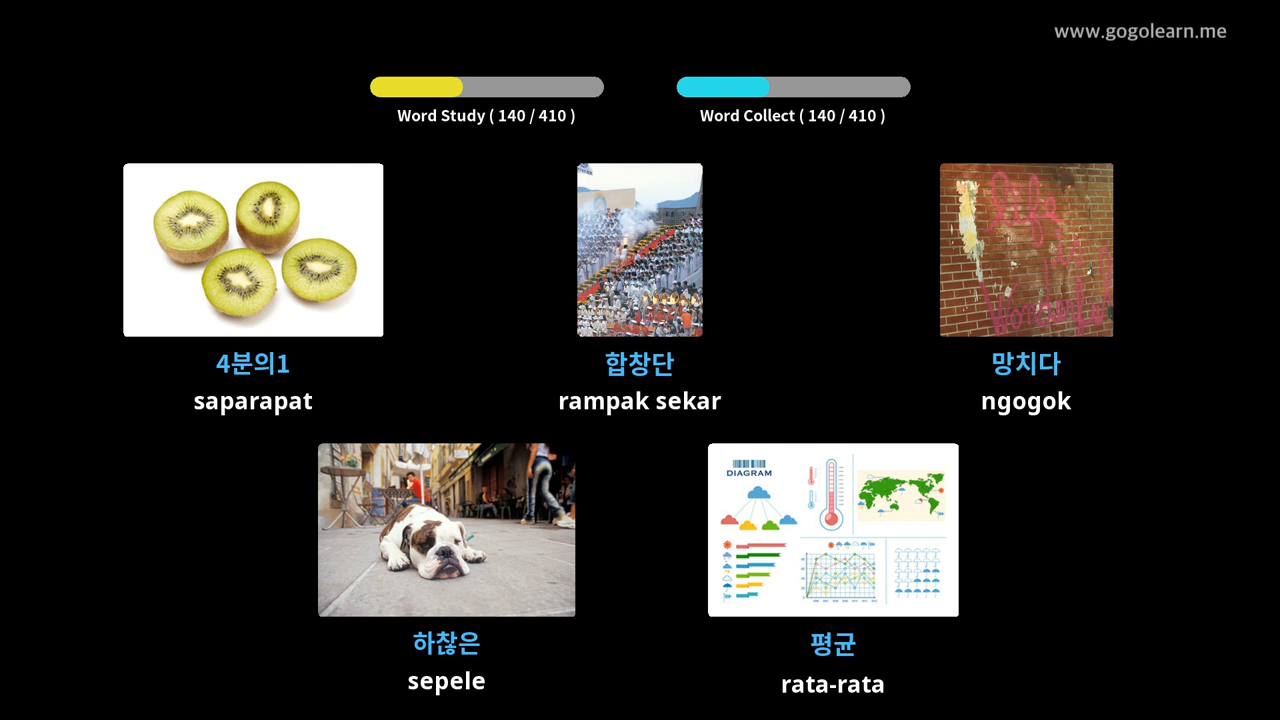 www.gogolearn.me
Word Study ( 140 / 410 )
Word Collect ( 140 / 410 )
4분의1
합창단
망치다
saparapat
rampak sekar
ngogok
DIAGRAM
하찮은
평균
sepele
rata-rata